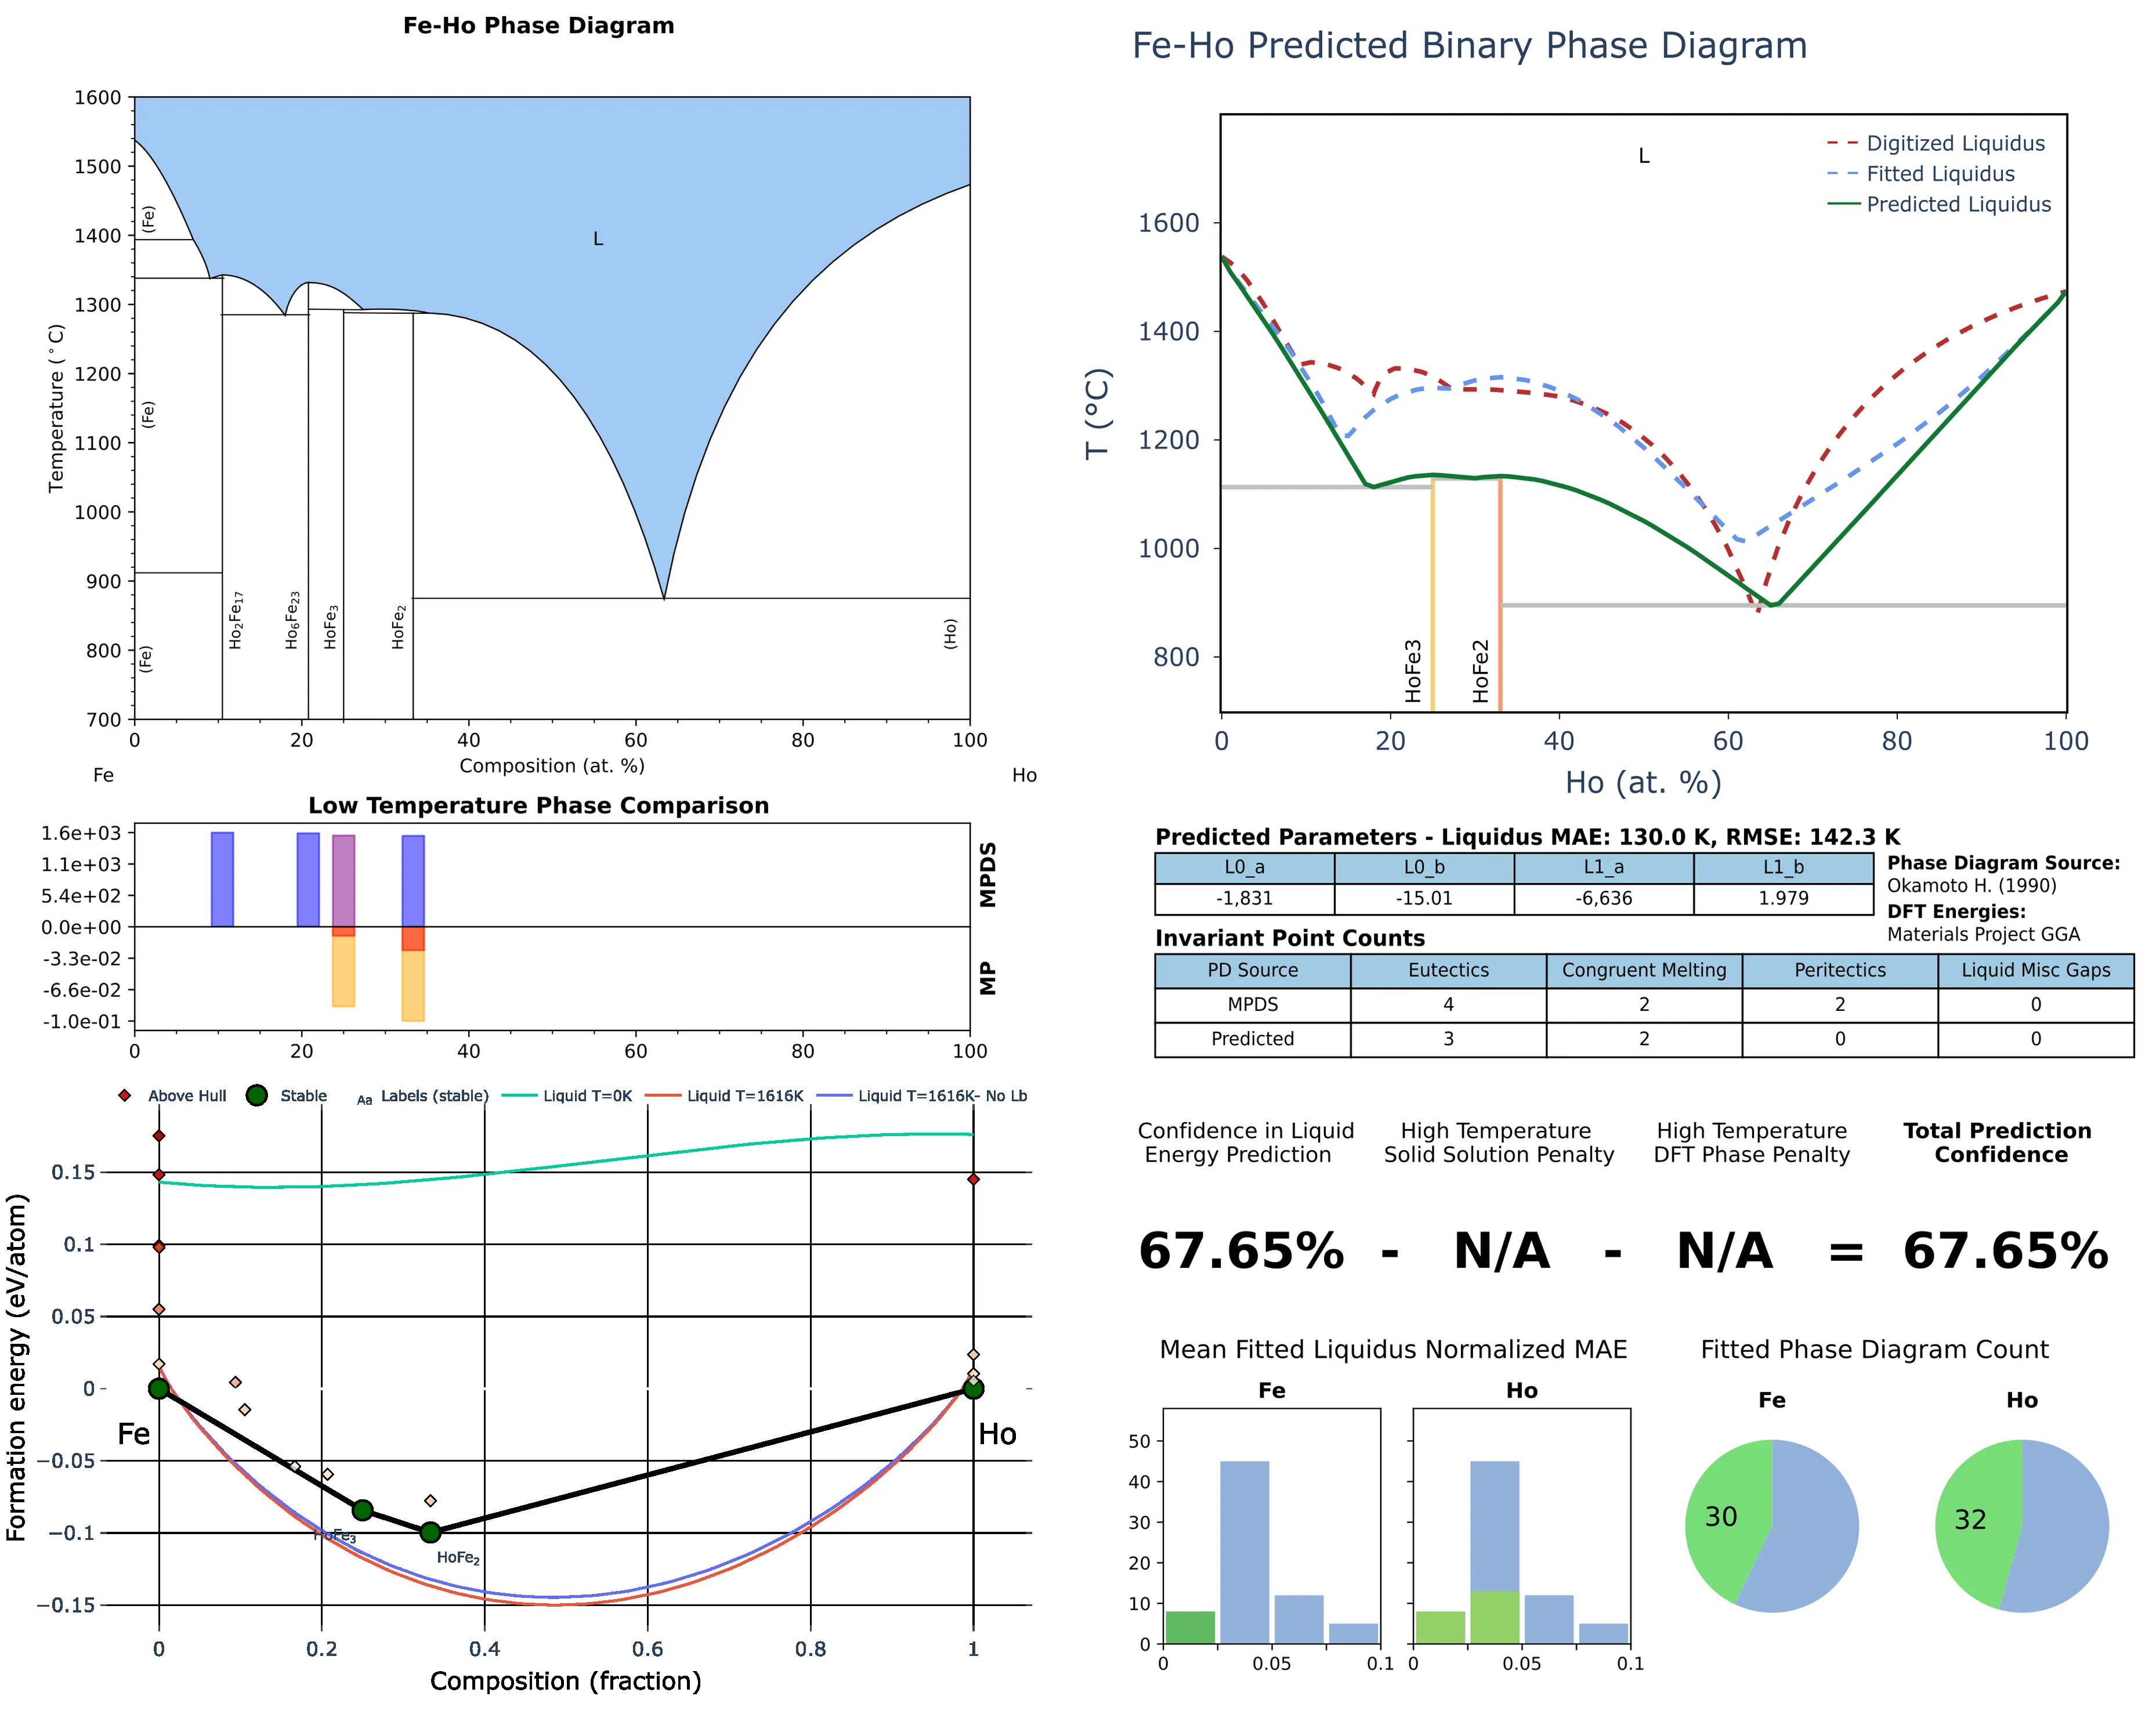 Fe-Ho Phase Diagram
1600
1500
1400
1300
1200
1100
1000
900
800
700
Temperature (°C)
(Fe)
(Fe)
(Fe)
Ho2Fe17
Ho6Fe23
HoFe3
HoFe2
L
(Ho)
0 20 40 60 80 100
Composition (at. %)
Fe Ho
Low Temperature Phase Comparison
1.6e+03
1.1e+03
5.4e+02
0.0e+00
-3.3e-02
-6.6e-02
-1.0e-01
MPDS
MP
0 20 40 60 80 100
Above Hull Stable Aa Labels (stable) Liquid T=0K Liquid T=1616K Liquid T=1616K- No Lb
0.15
0.1
0.05
0
−0.05
−0.1
−0.15
Formation energy (eV/atom)
Fe
Ho
HoFe3
HoFe2
0 0.2 0.4 0.6 0.8 1
Composition (fraction)
Fe-Ho Predicted Binary Phase Diagram
L
Digitized Liquidus
Fitted Liquidus
Predicted Liquidus
1600
1400
1200
1000
800
T (°C)
HoFe3
HoFe2
0 20 40 60 80 100
Ho (at. %)
Predicted Parameters - Liquidus MAE: 130.0 K, RMSE: 142.3 K
L0_a L0_b L1_a L1_b
-1,831 -15.01 -6,636 1.979
Phase Diagram Source:
Okamoto H. (1990)
DFT Energies:
Materials Project GGA
Invariant Point Counts
PD Source Eutectics Congruent Melting Peritectics Liquid Misc Gaps
MPDS 4 2 2 0
Predicted 3 2 0 0
Confidence in Liquid
Energy Prediction
High Temperature
Solid Solution Penalty
High Temperature
DFT Phase Penalty
Total Prediction
Confidence
67.65% - N/A - N/A = 67.65%
Mean Fitted Liquidus Normalized MAE
Fe
Ho
50
40
30
20
10
0
0 0.05 0.1
0 0.05 0.1
Fitted Phase Diagram Count
Fe
Ho
30
32